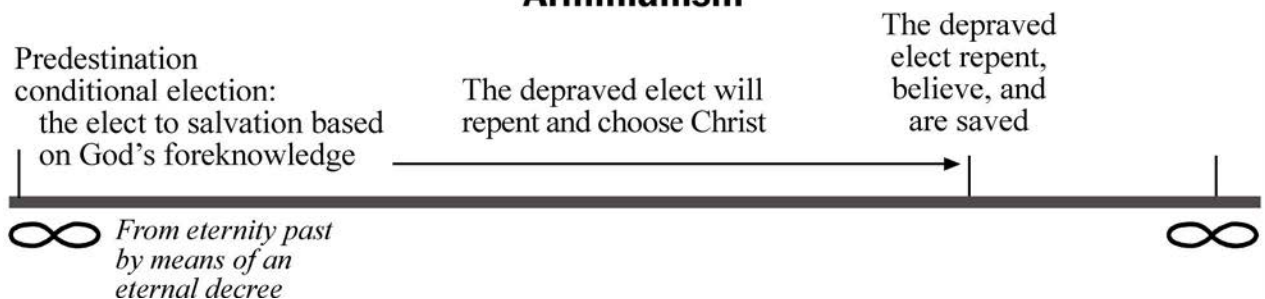 Arminianism
Predestination
conditional election:
the elect to salvation based
on God's foreknowledge
The depraved elect will
repent and choose Christ
The depraved
elect repent,
believe, and
are saved
From eternity past
by means of an
eternal decree